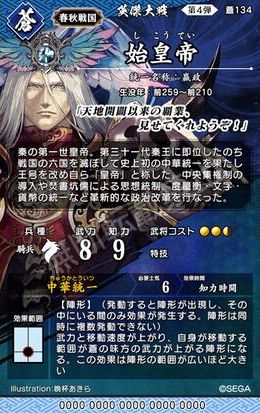 蒼
春秋戦国
英傑大戦
第4弾
蒼134
しこうてい
始皇帝
統一名称：嬴政
生没年：前259～前210
「天地開闢以来の覇業、
見せてくれようぞ！」
秦の第一世皇帝。第三十一代秦王に即位したのち
戦国の六国を滅ぼして史上初の中華統一を果たし
王号を改め自ら「皇帝」と称した。中央集権制の
導入や焚書坑儒による思想統制、度量衡・文字・
貨幣の統一など革新的な政治改革を行なった。
兵種 武力 知力 武将コスト
騎兵 8 9 特技
ちゅうかとういつ 必要士気 効果時間
中華統一 6 知力時間
効果範囲
【陣形】（発動すると陣形が出現し、その
中にいる間のみ効果が発生する。陣形は同
時に複数発動できない）
武力と移動速度が上がり、自身が移動する
範囲が蒼の味方の武力が上がる陣形にな
る。この効果は陣形の範囲が広いほど大き
い
Illustration:晩杯あきら
©SEGA
0000-0000-0000-0000-0000